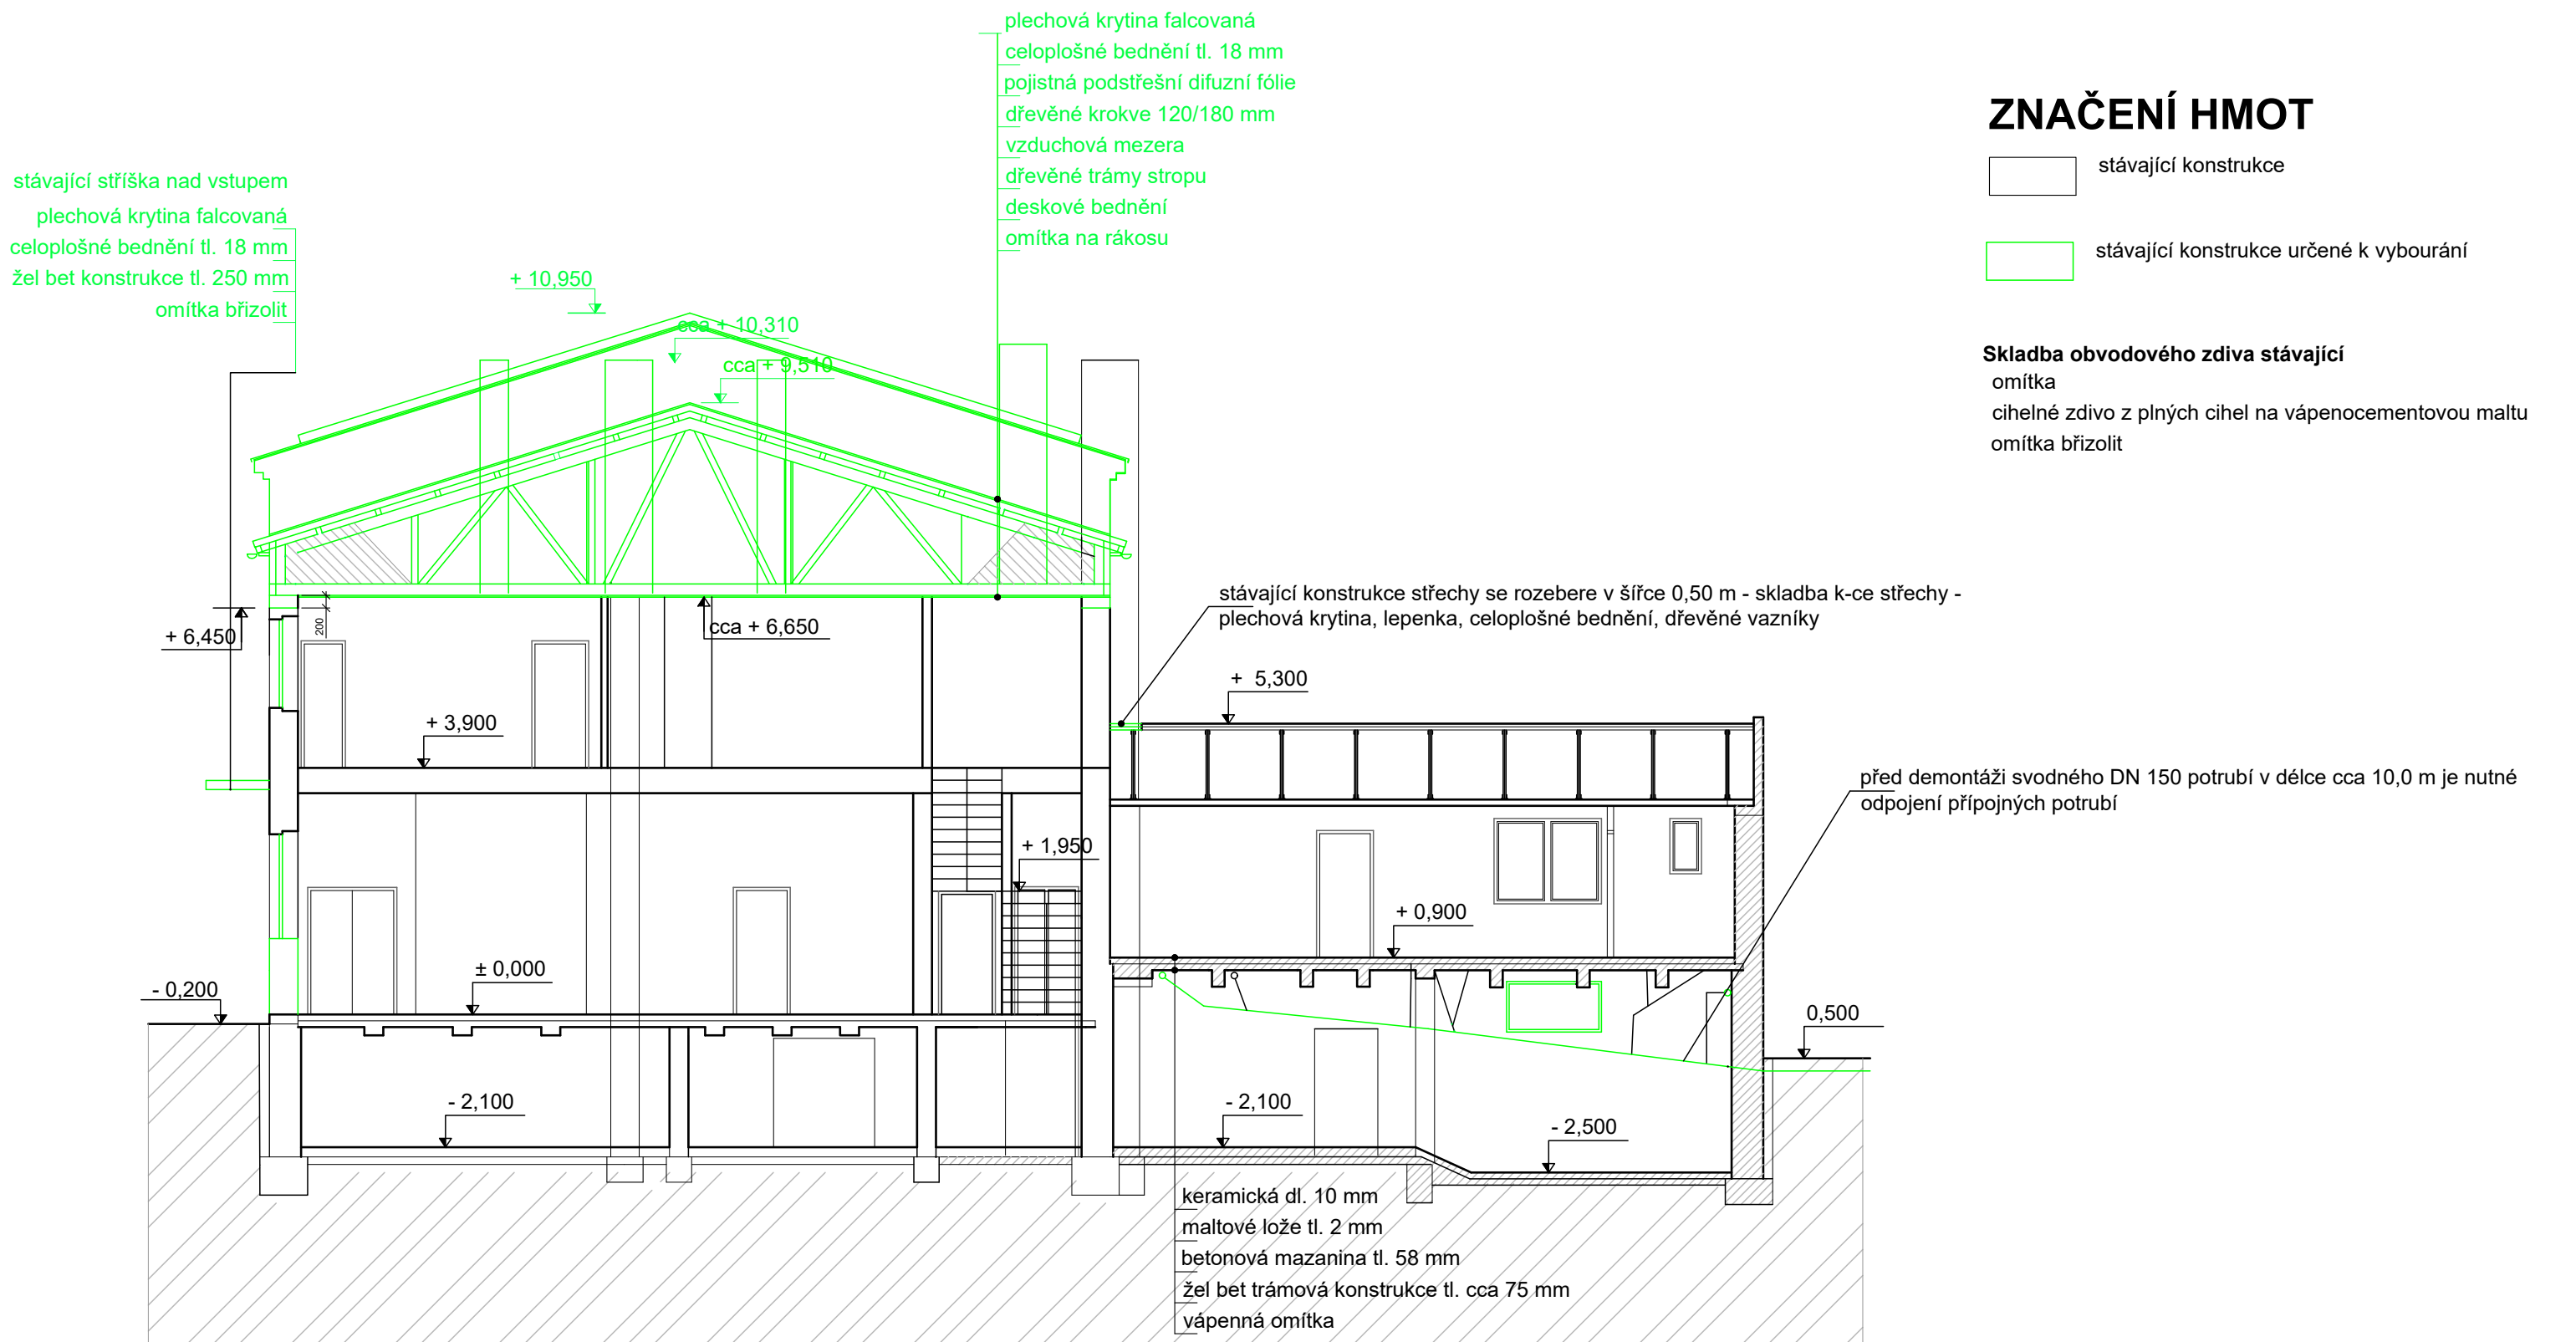 plechová krytina falcovaná
celoplošné bednění tl. 18 mm
pojistná podstřešní difuzní fólie
dřevěné krokve 120/180 mm
vzduchová mezera
dřevěné trámy stropu
deskové bednění
omítka na rákosu
ZNAČENÍ HMOT
stávající konstrukce
stávající konstrukce určené k vybourání
Skladba obvodového zdiva stávající
omítka
cihelné zdivo z plných cihel na vápenocementovou maltu
omítka břizolit
stávající stříška nad vstupem
plechová krytina falcovaná
celoplošné bednění tl. 18 mm
žel bet konstrukce tl. 250 mm
omítka břizolit
+ 10,950
cca + 10,310
cca + 9,510
stávající konstrukce střechy se rozebere v šířce 0,50 m - skladba k-ce střechy -
plechová krytina, lepenka, celoplošné bednění, dřevěné vazníky
+ 6,450
200
cca + 6,650
+ 5,300
+ 3,900
před demontáži svodného DN 150 potrubí v délce cca 10,0 m je nutné
odpojení přípojných potrubí
+ 1,950
+ 0,900
± 0,000
- 0,200
0,500
- 2,100
- 2,100
- 2,500
keramická dl. 10 mm
maltové lože tl. 2 mm
betonová mazanina tl. 58 mm
žel bet trámová konstrukce tl. cca 75 mm
vápenná omítka